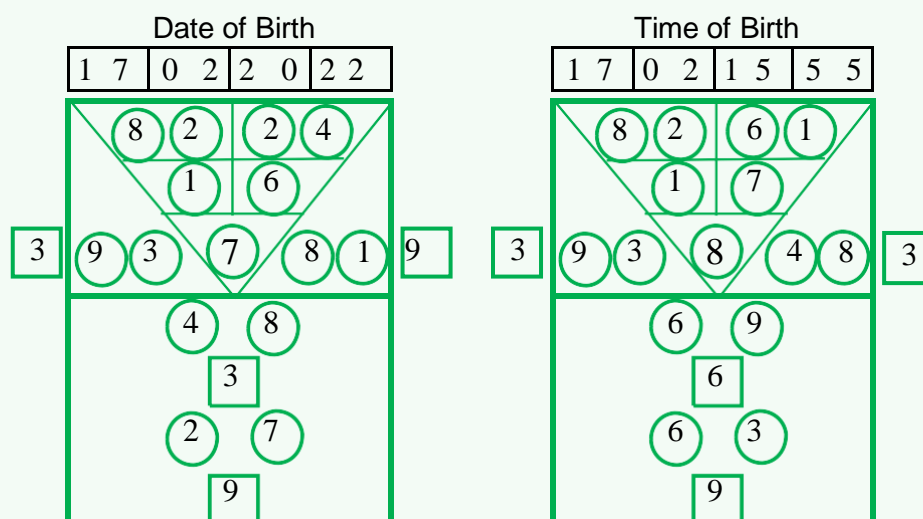 Date of Birth Time of Birth
1 7 0 2 2 0 2 2 1 7 0 2 1 5 5 5
8 2 2 4 8 2 6 1
1 6 1 7
3 9 3 7 8 1 9 3 9 3 8 4 8 3
4 8 6 9
3 6
2 7 6 3
9 9